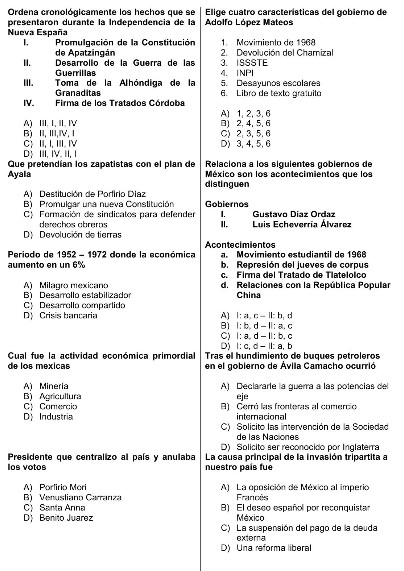 Ordena cronológicamente los hechos que se
presentaron durante la Independencia de la
Nueva España
I. Promulgación de la Constitución
de Apatzingán
II. Desarrollo de la Guerra de las
Guerrillas
III. Toma de la Alhóndiga de la
Granaditas
IV. Firma de los Tratados Córdoba
A) III, I, II, IV
B) II, III,IV, I
C) II, I, III, IV
D) III, IV, II, I
Que pretendían los zapatistas con el plan de
Ayala
A) Destitución de Porfirio Díaz
B) Promulgar una nueva Constitución
C) Formación de sindicatos para defender
derechos obreros
D) Devolución de tierras
Periodo de 1952 – 1972 donde la económica
aumento en un 6%
A) Milagro mexicano
B) Desarrollo estabilizador
C) Desarrollo compartido
D) Crisis bancaria
Cual fue la actividad económica primordial
de los mexicas
A) Minería
B) Agricultura
C) Comercio
D) Industria
Presidente que centralizo al país y anulaba
los votos
A) Porfirio Mori
B) Venustiano Carranza
C) Santa Anna
D) Benito Juarez
Elige cuatro características del gobierno de
Adolfo López Mateos
1. Movimiento de 1968
2. Devolución del Chamizal
3. ISSSTE
4. INPI
5. Desayunos escolares
6. Libro de texto gratuito
A) 1, 2, 3, 6
B) 2, 4, 5, 6
C) 2, 3, 5, 6
D) 3, 4, 5, 6
Relaciona a los siguientes gobiernos de
México son los acontecimientos que los
distinguen
Gobiernos
I. Gustavo Díaz Ordaz
II. Luis Echeverría Álvarez
Acontecimientos
a. Movimiento estudiantil de 1968
b. Represión del jueves de corpus
c. Firma del Tratado de Tlatelolco
d. Relaciones con la República Popular
China
A) I: a, c – II: b, d
B) I: b, d – II: a, c
C) I: a, d – II: b, c
D) I: c, d – II: a, b
Tras el hundimiento de buques petroleros
en el gobierno de Ávila Camacho ocurrió
A) Declararle la guerra a las potencias del
eje
B) Cerró las fronteras al comercio
internacional
C) Solicito las intervención de la Sociedad
de las Naciones
D) Solicito ser reconocido por Inglaterra
La causa principal de la invasión tripartita a
nuestro país fue
A) La oposición de México al imperio
Francés
B) El deseo español por reconquistar
México
C) La suspensión del pago de la deuda
externa
D) Una reforma liberal